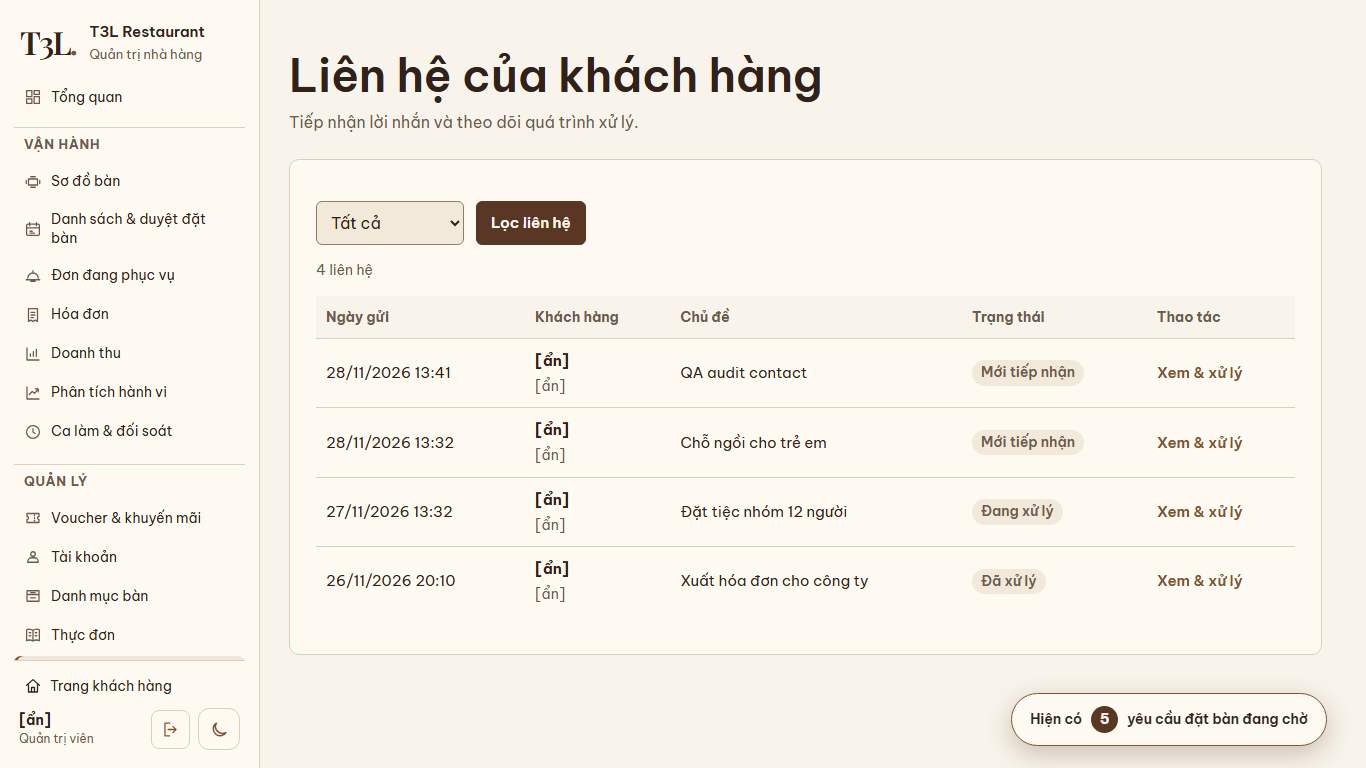 T3L.
T3L Restaurant
Quản trị nhà hàng
Tổng quan
VẬN HÀNH
Sơ đồ bàn
Danh sách & duyệt đặt
bàn
Đơn đang phục vụ
Hóa đơn
Doanh thu
Phân tích hành vi
Ca làm & đối soát
QUẢN LÝ
Voucher & khuyến mãi
Tài khoản
Danh mục bàn
Thực đơn
Trang khách hàng
[ẩn]
Quản trị viên
Liên hệ của khách hàng
Tiếp nhận lời nhắn và theo dõi quá trình xử lý.
Tất cả
Lọc liên hệ
4 liên hệ
Ngày gửi Khách hàng Chủ đề Trạng thái Thao tác
28/11/2026 13:41 [ẩn] QA audit contact Mới tiếp nhận Xem & xử lý
[ẩn]
28/11/2026 13:32 [ẩn] Chỗ ngồi cho trẻ em Mới tiếp nhận Xem & xử lý
[ẩn]
27/11/2026 13:32 [ẩn] Đặt tiệc nhóm 12 người Đang xử lý Xem & xử lý
[ẩn]
26/11/2026 20:10 [ẩn] Xuất hóa đơn cho công ty Đã xử lý Xem & xử lý
[ẩn]
Hiện có 5 yêu cầu đặt bàn đang chờ